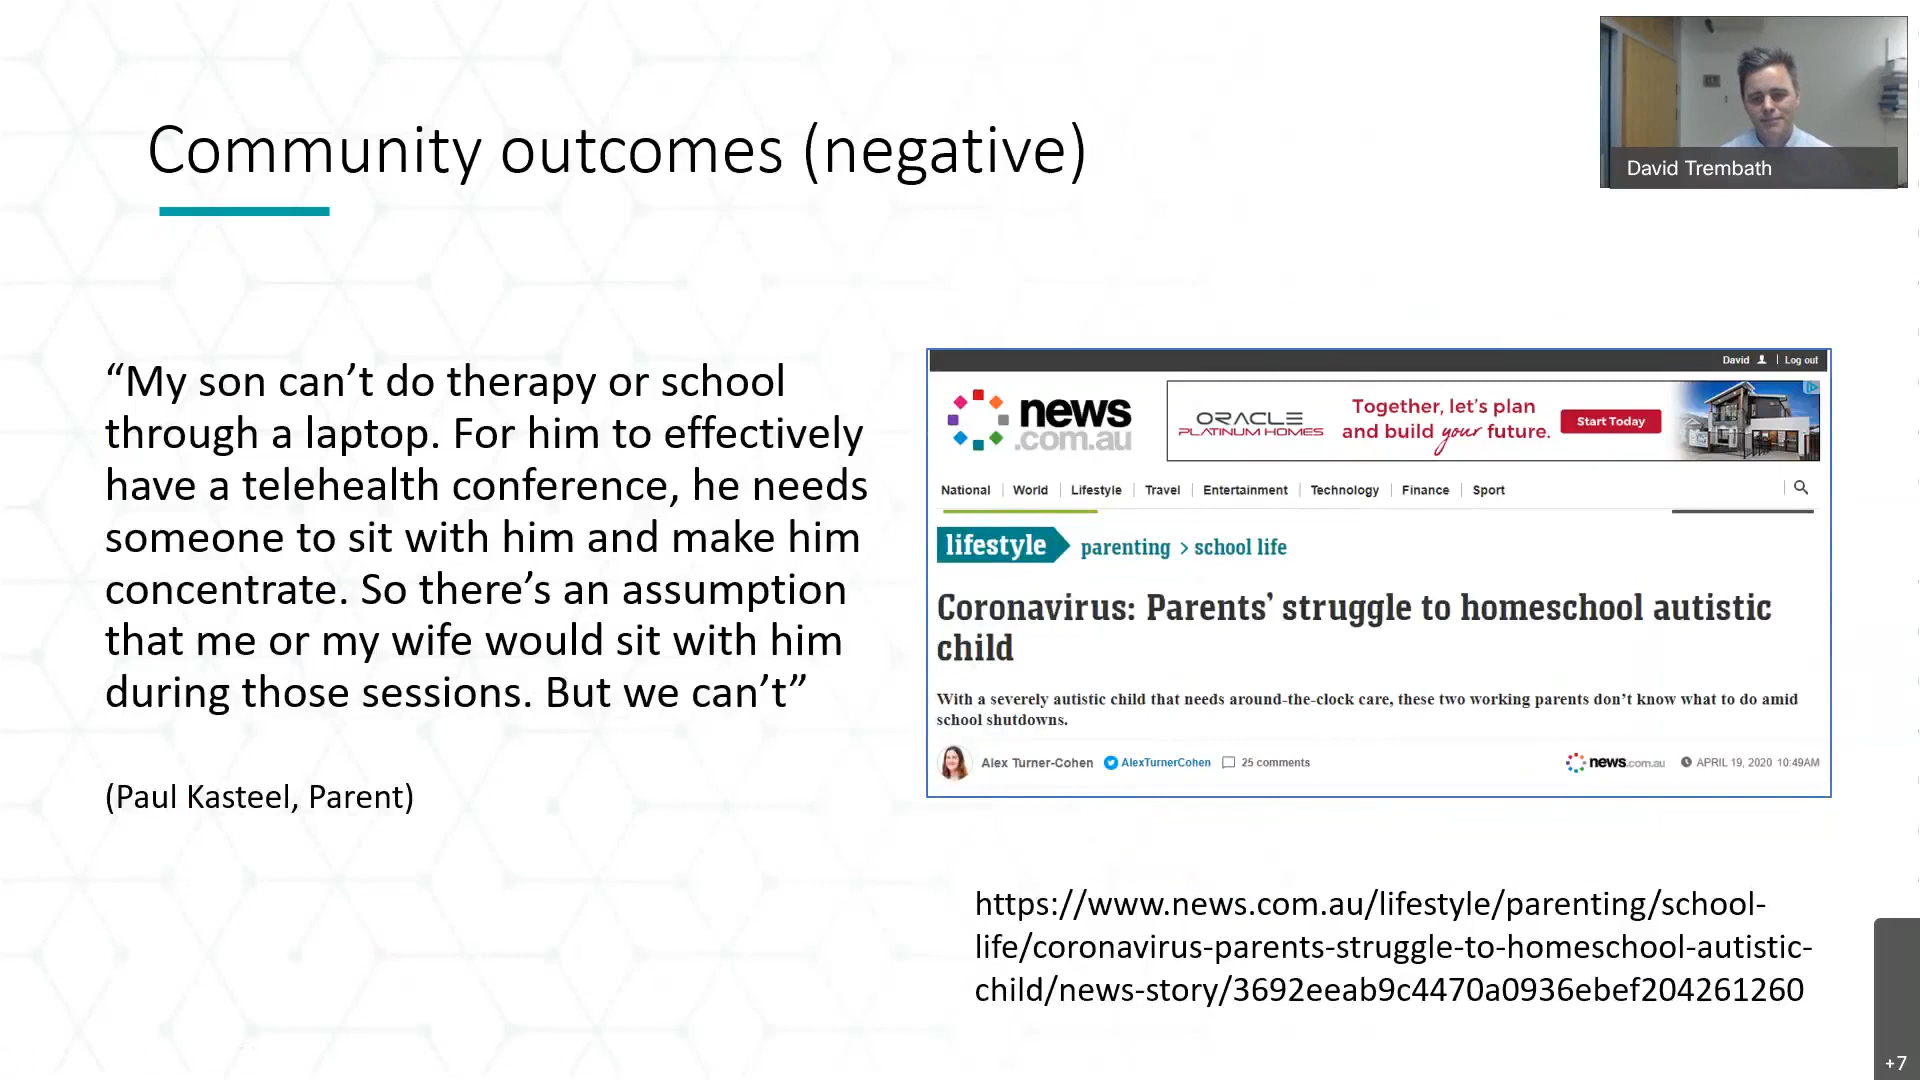 Community outcomes (negative)
David Trembath
“My son can’t do therapy or school
through a laptop. For him to effectively
have a telehealth conference, he needs
someone to sit with him and make him
concentrate. So there’s an assumption
that me or my wife would sit with him
during those sessions. But we can’t”
(Paul Kasteel, Parent)
David | Log out
news
.com.au
ORACLE
PLATINUM HOMES
Together, let’s plan
and build your future.
Start Today
National | World | Lifestyle | Travel | Entertainment | Technology | Finance | Sport
lifestyle parenting > school life
Coronavirus: Parents’ struggle to homeschool autistic
child
With a severely autistic child that needs around-the-clock care, these two working parents don’t know what to do amid
school shutdowns.
Alex Turner-Cohen AlexTurnerCohen 25 comments news.com.au APRIL 19, 2020 10:49AM
https://www.news.com.au/lifestyle/parenting/school-
life/coronavirus-parents-struggle-to-homeschool-autistic-
child/news-story/3692eeab9c4470a0936ebef204261260
+7